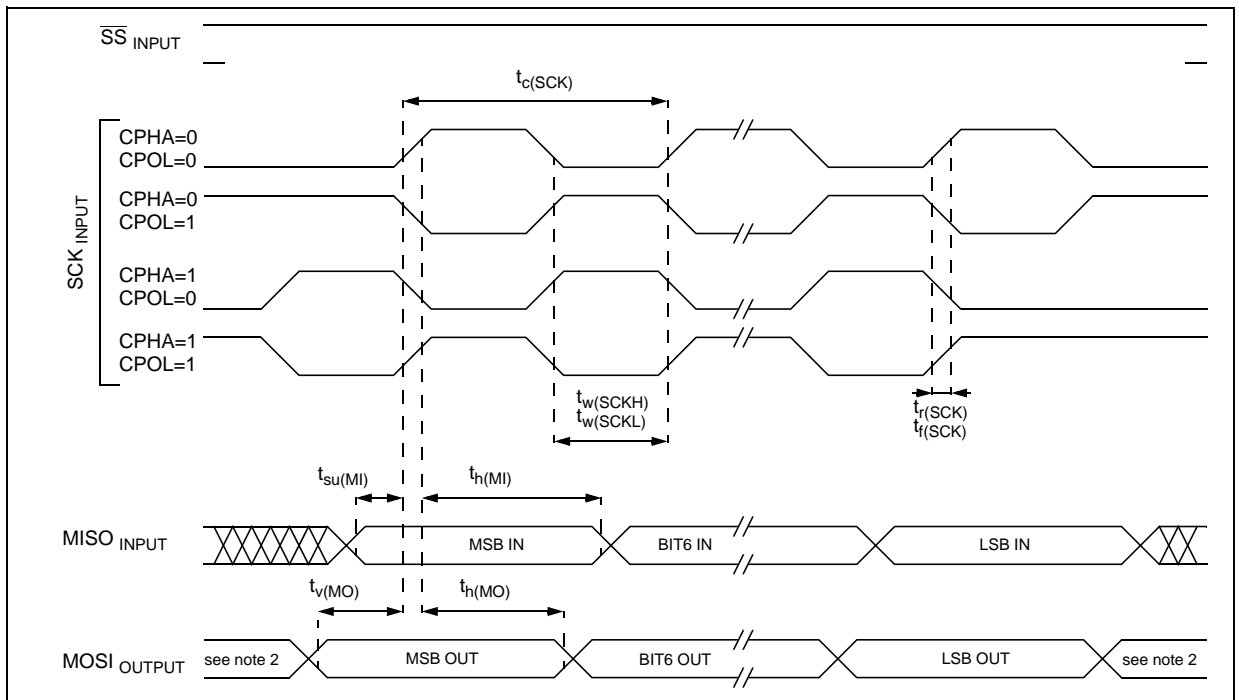 SS INPUT
tc(SCK)
SCK INPUT
CPHA=0
CPOL=0
CPHA=0
CPOL=1
CPHA=1
CPOL=0
CPHA=1
CPOL=1
tw(SCKH)
tw(SCKL)
tr(SCK)
tf(SCK)
tsu(MI)
th(MI)
MISO INPUT
MSB IN
BIT6 IN
LSB IN
tv(MO)
th(MO)
MOSI OUTPUT
see note 2
MSB OUT
BIT6 OUT
LSB OUT
see note 2